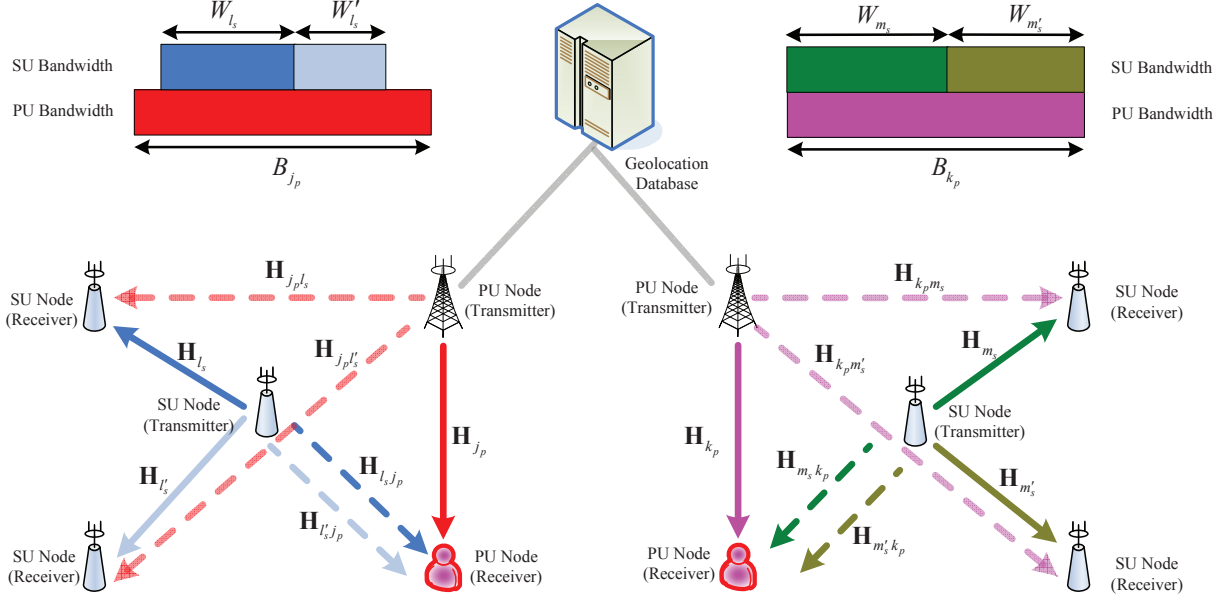 W_{l_s} W'_{l_s}
SU Bandwidth
PU Bandwidth
B_{j_p}
Geolocation
Database
W_{m_s} W_{m'_s}
SU Bandwidth
PU Bandwidth
B_{k_p}
SU Node
(Receiver)
H_{j_p l_s}
PU Node
(Transmitter)
H_{l_s}
H_{j_p l'_s}
SU Node
(Transmitter)
H_{j_p}
H_{l_s j_p}
H_{l'_s}
H_{l'_s j_p}
SU Node
(Receiver)
PU Node
(Receiver)
PU Node
(Transmitter)
H_{k_p m_s}
SU Node
(Receiver)
H_{m_s}
H_{k_p m'_s}
SU Node
(Transmitter)
H_{k_p}
H_{m_s k_p}
H_{m'_s}
H_{m'_s k_p}
PU Node
(Receiver)
SU Node
(Receiver)